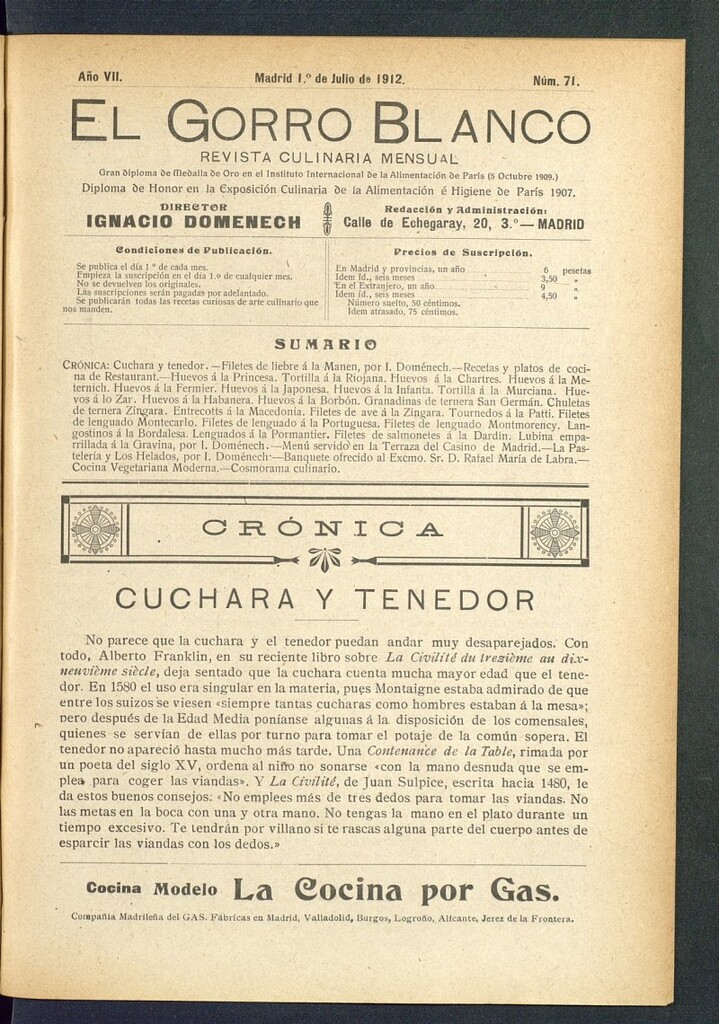 Año VII.
Madrid 1.º de Julio de 1912.
Núm. 71.
EL GORRO BLANCO
REVISTA CULINARIA MENSUAL
Gran diploma de Medalla de Oro en el Instituto Internacional de la Alimentación de París (5 Octubre 1909.)
Diploma de Honor en la Exposición Culinaria de la Alimentación é Higiene de París 1907.
DIRECTOR
IGNACIO DOMENECH
Redacción y Administración:
Calle de Echegaray, 20, 3.º — MADRID
Condiciones de Publicación.
Se publica el día 1.º de cada mes.
Empieza la suscripción en el día 1.º de cualquier mes.
No se devuelven los originales.
Las suscripciones serán pagadas por adelantado.
Se publicarán todas las recetas curiosas de arte culinario que
nos manden.
Precios de Suscripción.
En Madrid y provincias, un año 6 pesetas
Idem íd., seis meses 3,50 »
En el Extranjero, un año 9 »
Idem íd., seis meses 4,50 »
Número suelto, 50 céntimos.
Idem atrasado, 75 céntimos.
SUMARIO
CRÓNICA: Cuchara y tenedor. — Filetes de liebre á la Manen, por I. Doménech.—Recetas y platos de coci-
na de Restaurant.—Huevos á la Princesa. Tortilla á la Riojana. Huevos á la Chartres. Huevos á la Me-
ternich. Huevos á la Fermier. Huevos á la Japonesa. Huevos á la Infanta. Tortilla á la Murciana. Hue-
vos á lo Zar. Huevos á la Habanera. Huevos á la Borbón. Granadinas de ternera San Germán. Chuletas
de ternera Zíngara. Entrecotts á la Macedonia. Filetes de ave á la Zíngara. Tournedos á la Patti. Filetes
de lenguado Montecarlo. Filetes de lenguado á la Portuguesa. Filetes de lenguado Montmorency. Lan-
gostinos á la Bordalesa. Lenguados á la Pormantier. Filetes de salmonetes á la Dardin. Lubina empa-
rrillada á la Gravina, por I. Doménech.—Menú servido en la Terraza del Casino de Madrid.—La Pas-
telería y Los Helados, por I. Doménech—Banquete ofrecido al Excmo. Sr. D. Rafael María de Labra.—
Cocina Vegetariana Moderna.—Cosmorama culinario.
CRÓNICA
CUCHARA Y TENEDOR
No parece que la cuchara y el tenedor puedan andar muy desaparejados. Con
todo, Alberto Franklin, en su reciente libro sobre La Civilité du trezième au dix-
neuvième siècle, deja sentado que la cuchara cuenta mucha mayor edad que el tene-
dor. En 1580 el uso era singular en la materia, pues Montaigne estaba admirado de que
entre los suizos se viesen «siempre tantas cucharas como hombres estaban á la mesa»;
pero después de la Edad Media poníanse algunas á la disposición de los comensales,
quienes se servían de ellas por turno para tomar el potaje de la común sopera. El
tenedor no apareció hasta mucho más tarde. Una Contenance de la Table, rimada por
un poeta del siglo XV, ordena al niño no sonarse «con la mano desnuda que se em-
plea para coger las viandas». Y La Civilité, de Juan Sulpice, escrita hacia 1480, le
da estos buenos consejos: «No emplees más de tres dedos para tomar las viandas. No
las metas en la boca con una y otra mano. No tengas la mano en el plato durante un
tiempo excesivo. Te tendrán por villano si te rascas alguna parte del cuerpo antes de
esparcir las viandas con los dedos.»
Cocina Modelo La Cocina por Gas.
Compañía Madrileña del GAS. Fábricas en Madrid, Valladolid, Burgos, Logroño, Alicante, Jerez de la Frontera.